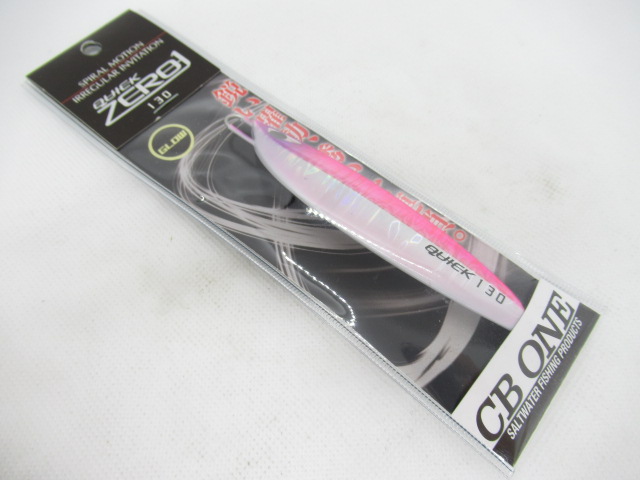 SPIRAL MOTION
IRREGULAR INVITATION
QUICK
ZERO1
130
GLOW
QUICK 130
CB ONE
SALTWATER FISHING PRODUCTS